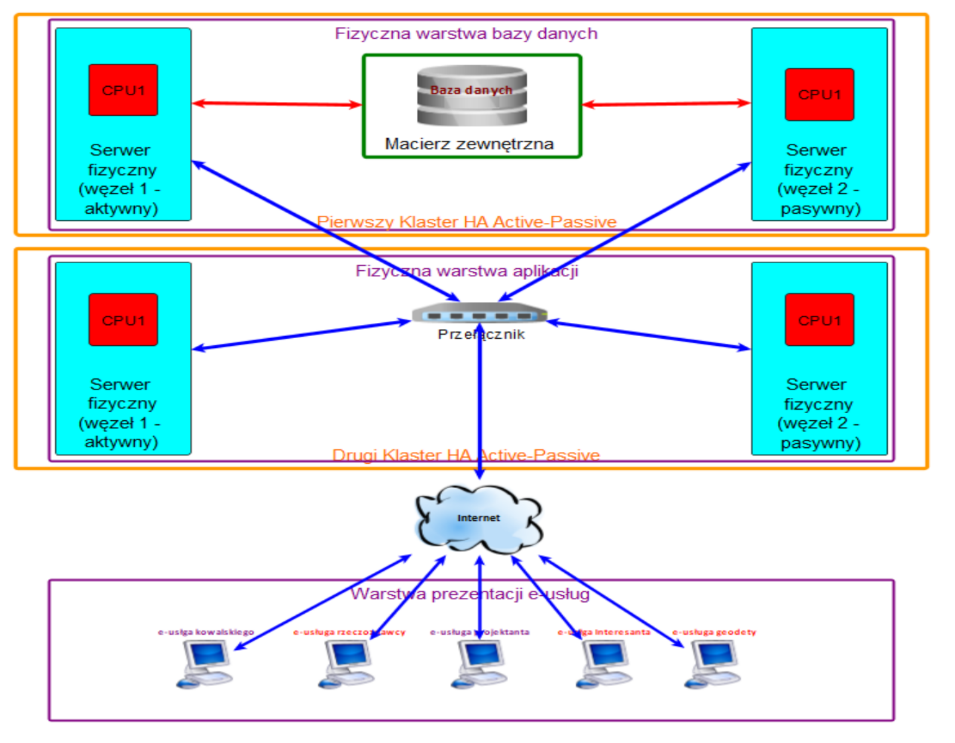 Fizyczna warstwa bazy danych
CPU1
Baza danych
CPU1
Macierz zewnętrzna
Serwer
fizyczny
(węzeł 1 -
aktywny)
Serwer
fizyczny
(węzeł 2 -
pasywny)
Pierwszy Klaster HA Active-Passive
Fizyczna warstwa aplikacji
CPU1
Przełącznik
CPU1
Serwer
fizyczny
(węzeł 1 -
aktywny)
Serwer
fizyczny
(węzeł 2 -
pasywny)
Drugi Klaster HA Active-Passive
Internet
Warstwa prezentacji e-usług
e-usłga kowalskiego
e-usługa rzeczoznawcy
e-usługa projektanta
e-usługa Interesanta
e-usługa geodety